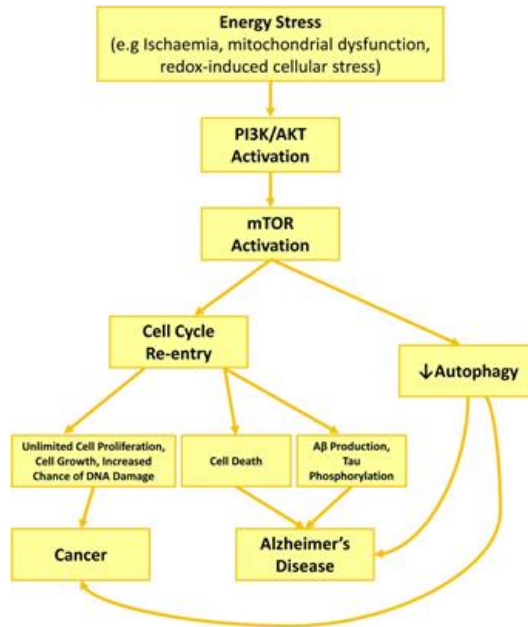 Energy Stress
(e.g Ischaemia, mitochondrial dysfunction,
redox-induced cellular stress)
PI3K/AKT
Activation
mTOR
Activation
Cell Cycle
Re-entry
↓Autophagy
Unlimited Cell Proliferation,
Cell Growth, Increased
Chance of DNA Damage
Cell Death
Aβ Production,
Tau
Phosphorylation
Cancer
Alzheimer's
Disease